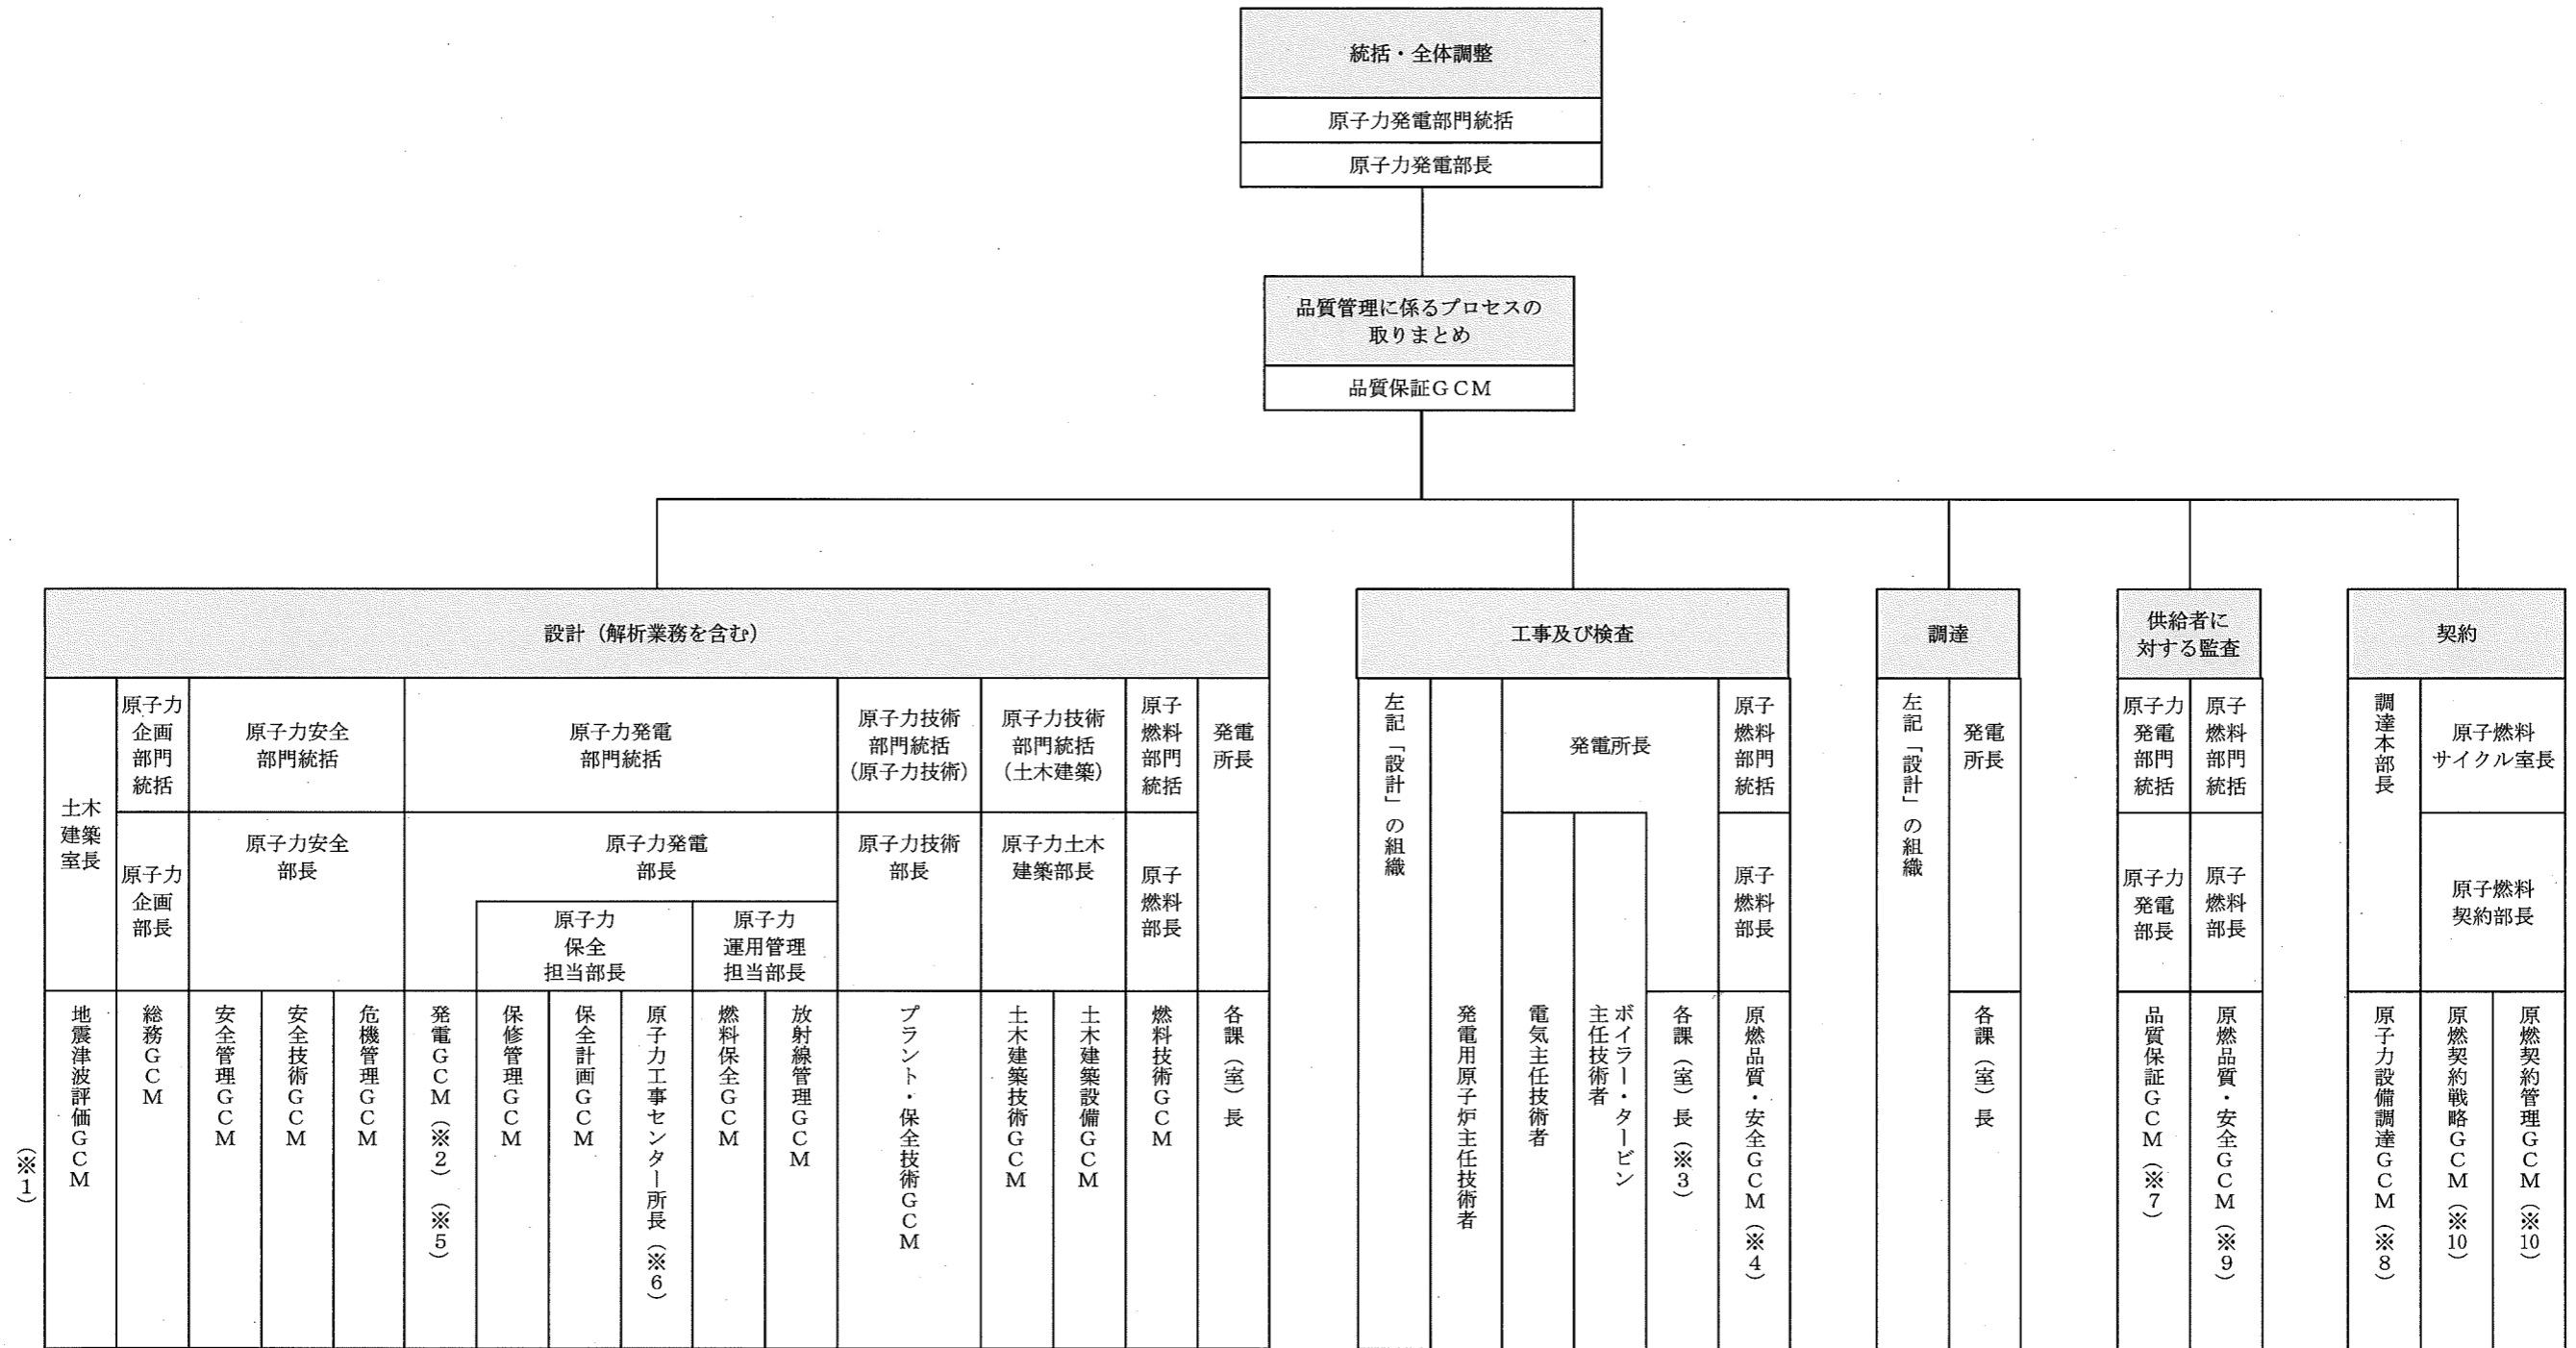 統括・全体調整
原子力発電部門統括
原子力発電部長
品質管理に係るプロセスの
取りまとめ
品質保証GCM
設計（解析業務を含む）
土木
建築
室長
原子力
企画
部門
統括
原子力安全
部門統括
原子力発電
部門統括
原子力技術
部門統括
（原子力技術）
原子力技術
部門統括
（土木建築）
原子
燃料
部門
統括
発電
所長
原子力
企画
部長
原子力安全
部長
原子力発電
部長
原子力
保全
担当部長
原子力
運用管理
担当部長
原子力技術
部長
原子力土木
建築部長
原子
燃料
部長
地震津波評価GCM
（※1）
総務GCM
安全管理GCM
安全技術GCM
危機管理GCM
発電GCM（※2）（※5）
保修管理GCM
保全計画GCM
原子力工事センター所長（※6）
燃料保全GCM
放射線管理GCM
プラント・保全技術GCM
土木建築技術GCM
土木建築設備GCM
燃料技術GCM
各課（室）長
工事及び検査
左記「設計」の組織
発電用原子炉主任技術者
発電所長
電気主任技術者
ボイラー・タービン
主任技術者
各課（室）長（※3）
原子
燃料
部門
統括
原子
燃料
部長
原燃品質・安全GCM（※4）
調達
左記「設計」の組織
発電
所長
各課（室）長
供給者に
対する監査
原子力
発電
部門
統括
原子力
発電
部長
品質保証GCM（※7）
原子
燃料
部門
統括
原子
燃料
部長
原燃品質・安全GCM（※9）
契約
調達本部長
原子力設備調達GCM（※8）
原子燃料
サイクル室長
原子燃料
契約部長
原燃契約戦略GCM（※10）
原燃契約管理GCM（※10）